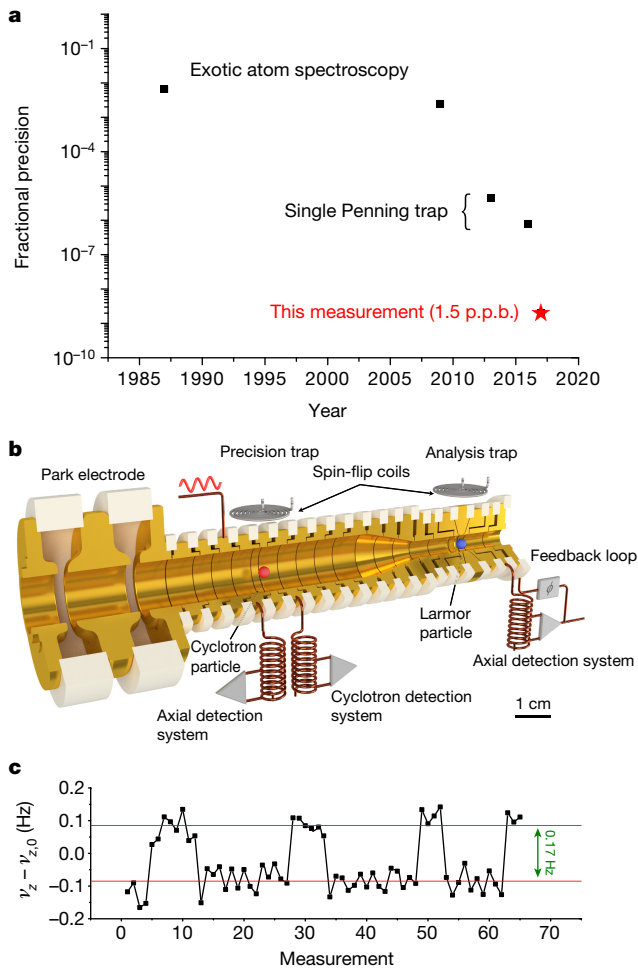 a
Fractional precision
10⁻¹
10⁻⁴
10⁻⁷
10⁻¹⁰
Exotic atom spectroscopy
Single Penning trap {
This measurement (1.5 p.p.b.)
1985 1990 1995 2000 2005 2010 2015 2020
Year
b
Park electrode
Precision trap
Spin-flip coils
Analysis trap
Feedback loop
ϕ
Cyclotron
particle
Larmor
particle
Axial detection
system
Cyclotron detection
system
Axial detection system
1 cm
c
νz − νz,0 (Hz)
0.2
0.1
0.0
−0.1
−0.2
0.17 Hz
0 10 20 30 40 50 60 70
Measurement